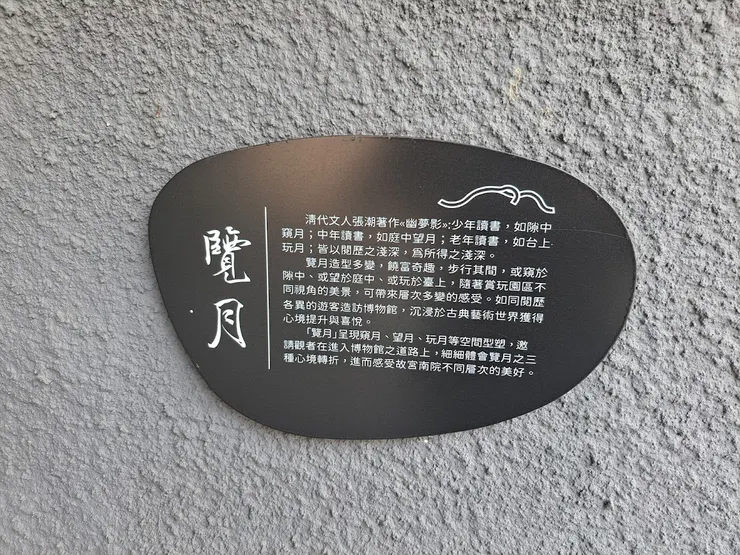 覽月
清代文人張潮著作«幽夢影»:少年讀書，如隙中
窺月；中年讀書，如庭中望月；老年讀書，如台上
玩月；皆以閱歷之淺深，為所得之淺深。
覽月造型多變，饒富奇趣，步行其間，或窺於
隙中、或望於庭中、或玩於臺上，隨著賞玩園區不
同視角的美景，可帶來層次多變的感受。如同閱歷
各異的遊客造訪博物館，沉浸於古典藝術世界獲得
心境提升與喜悅。
「覽月」呈現窺月、望月、玩月等空間型塑，邀
請觀者在進入博物館之道路上，細細體會覽月之三
種心境轉折，進而感受故宮南院不同層次的美好。